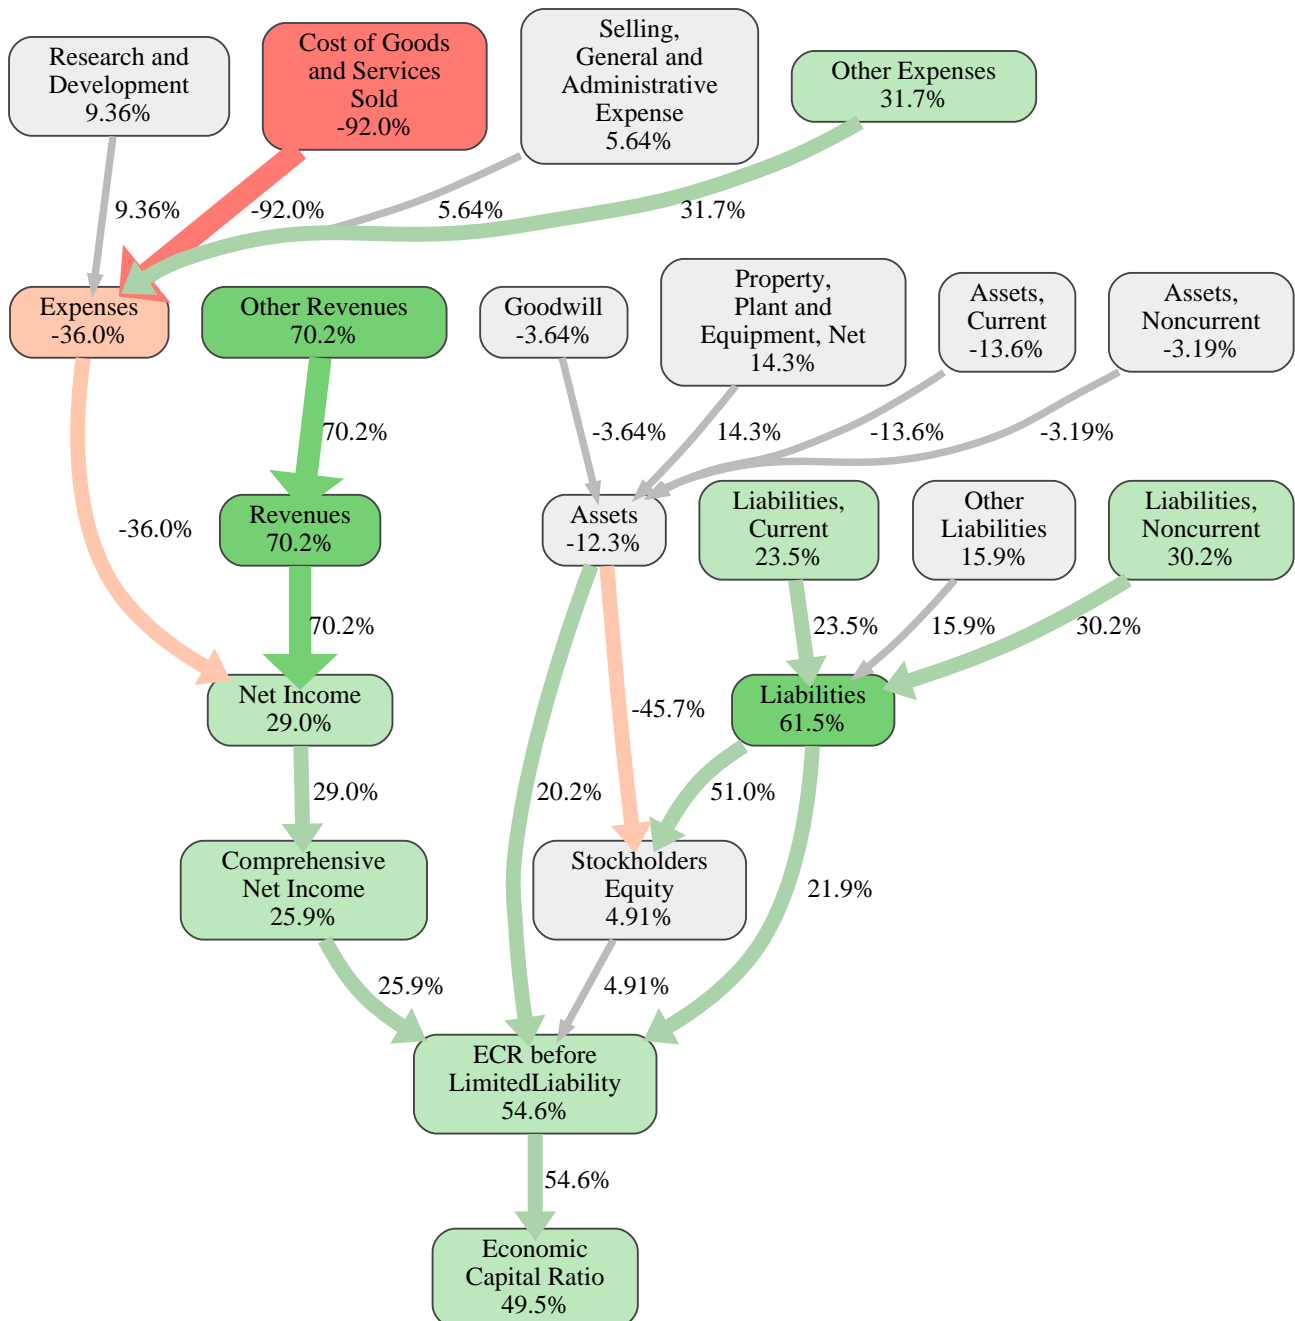 Research and
Development
9.36%
Cost of Goods
and Services
Sold
-92.0%
Selling,
General and
Administrative
Expense
5.64%
Other Expenses
31.7%
9.36%
-92.0%
5.64%
31.7%
Expenses
-36.0%
Other Revenues
70.2%
Goodwill
-3.64%
Property,
Plant and
Equipment, Net
14.3%
Assets,
Current
-13.6%
Assets,
Noncurrent
-3.19%
70.2%
-3.64%
14.3%
-13.6%
-3.19%
-36.0%
Revenues
70.2%
Assets
-12.3%
Liabilities,
Current
23.5%
Other
Liabilities
15.9%
Liabilities,
Noncurrent
30.2%
70.2%
23.5%
15.9%
30.2%
Net Income
29.0%
-45.7%
Liabilities
61.5%
29.0%
20.2%
51.0%
Comprehensive
Net Income
25.9%
Stockholders
Equity
4.91%
21.9%
25.9%
4.91%
ECR before
LimitedLiability
54.6%
54.6%
Economic
Capital Ratio
49.5%